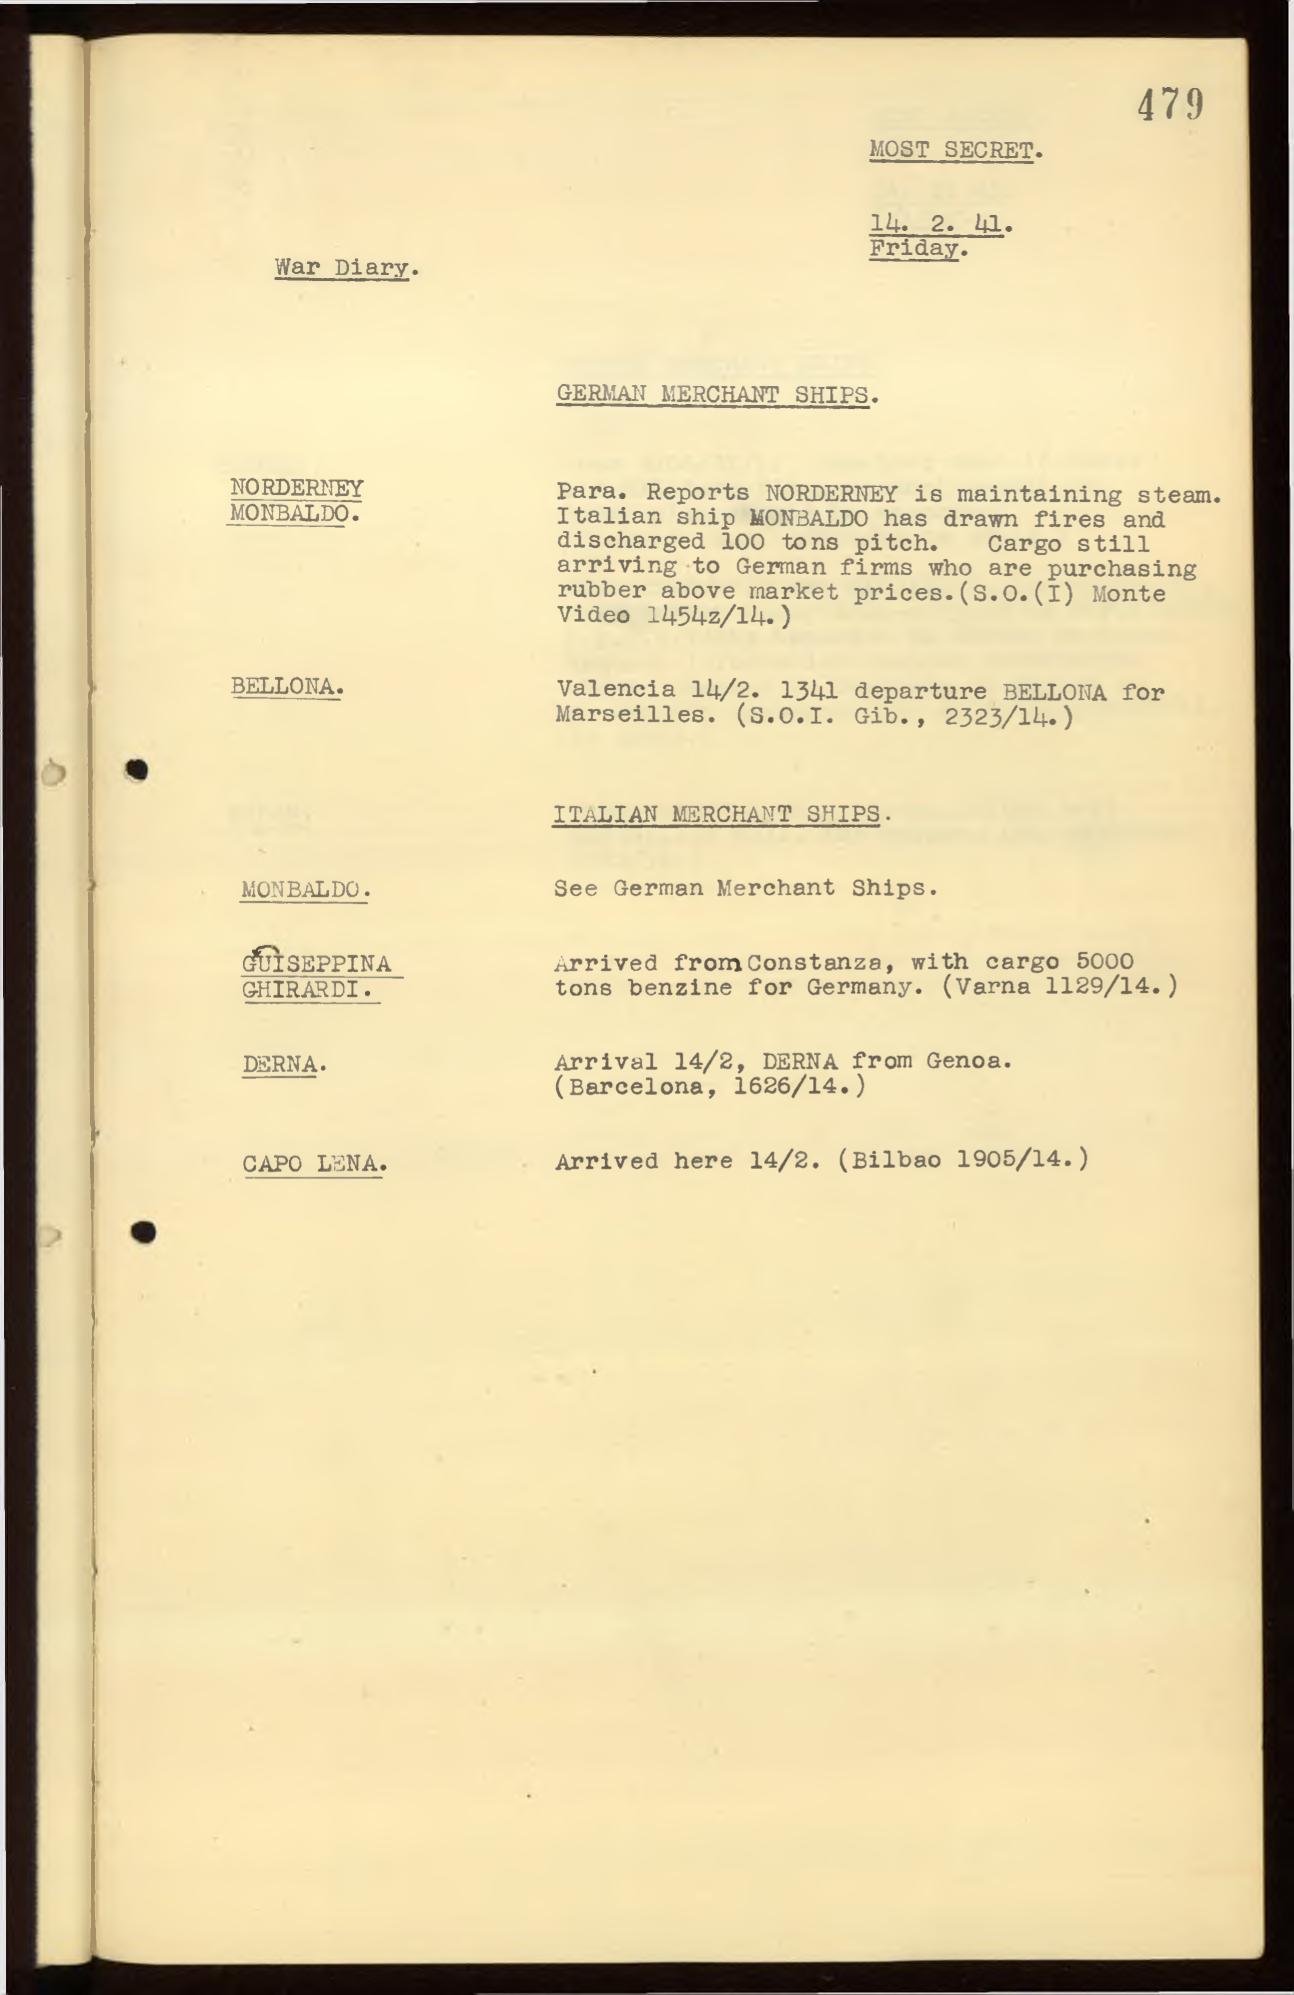 479
MOST SECRET.
14. 2. 41.
Friday.
War Diary.
GERMAN MERCHANT SHIPS.
NORDERNEY
MONBALDO.
Para. Reports NORDERNEY is maintaining steam.
Italian ship MONBALDO has drawn fires and
discharged 100 tons pitch. Cargo still
arriving to German firms who are purchasing
rubber above market prices.(S.O.(I) Monte
Video 1454z/14.)
BELLONA.
Valencia 14/2. 1341 departure BELLONA for
Marseilles. (S.O.I. Gib., 2323/14.)
ITALIAN MERCHANT SHIPS.
MONBALDO.
See German Merchant Ships.
GUISEPPINA
GHIRARDI.
Arrived from Constanza, with cargo 5000
tons benzine for Germany. (Varna 1129/14.)
DERNA.
Arrival 14/2, DERNA from Genoa.
(Barcelona, 1626/14.)
CAPO LENA.
Arrived here 14/2. (Bilbao 1905/14.)